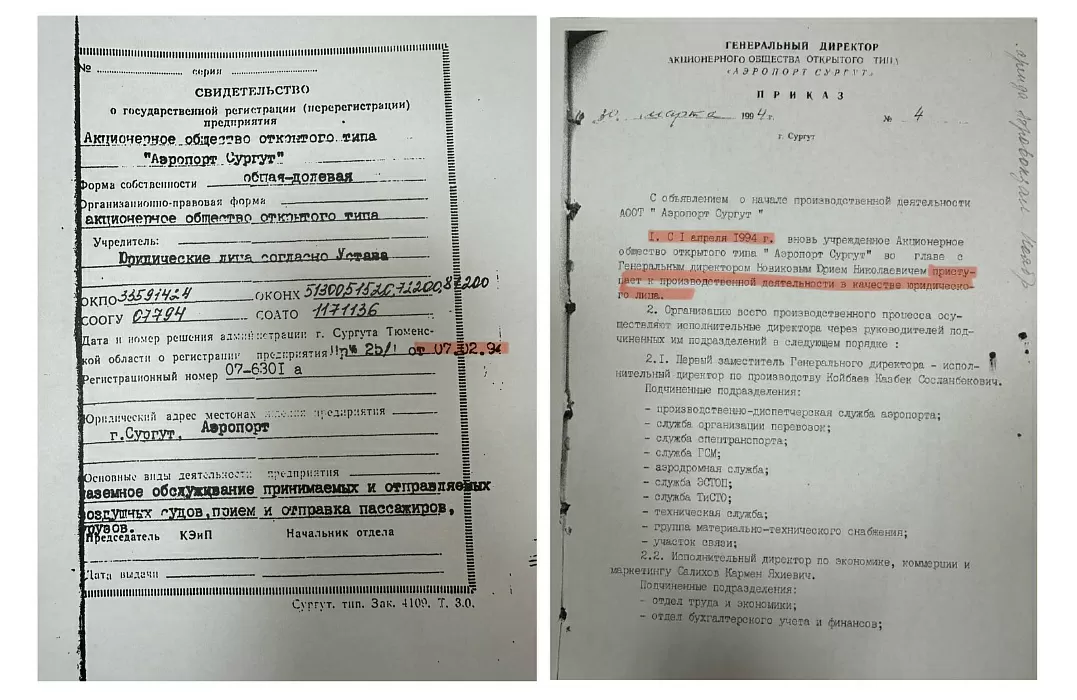 № серия
СВИДЕТЕЛЬСТВО
о государственной регистрации (перерегистрации)
предприятия
Акционерное общество открытого типа
"Аэропорт Сургут"
Форма собственности общая-долевая
Организационно-правовая форма
акционерное общество открытого типа
Учредитель:
Юридические лица согласно Устава
ОКПО 33591424 ОКОНХ
СООГУ 07794 СОАТО 1171136
Дата и номер решения администрации г. Сургута Тюменс-
кой области о регистрации предприятия от 07.02.94
Регистрационный номер 07-6301 а
Юридический адрес местонахождения предприятия
г.Сургут, Аэропорт
Основные виды деятельности предприятия
аземное обслуживание принимаемых и отправляемых
оздушных судов,прием и отправка пассажиров,
грузов.
Председатель КЭиП Начальник отдела
Дата выдачи
Сургут. тип. Зак. 4109. Т. 3.0.
ГЕНЕРАЛЬНЫЙ ДИРЕКТОР
АКЦИОНЕРНОГО ОБЩЕСТВА ОТКРЫТОГО ТИПА
«АЭРОПОРТ СУРГУТ»
ПРИКАЗ
30 марта 1994 г. № 4
г. Сургут
С объявлением о начале производственной деятельности
АООТ " Аэропорт Сургут "
1. С 1 апреля 1994 г. вновь учрежденное Акционерное
общество открытого типа " Аэропорт Сургут" во главе с
Генеральным директором Новиковым Юрием Николаевичем присту-
пает к производственной деятельности в качестве юридическо-
го лица.
2. Организацию всего производственного процесса осу-
ществляют исполнительные директора через руководителей под-
чиненных им подразделений в следующем порядке :
2.1. Первый заместитель Генерального директора - испол-
нительный директор по производству Койбаев Казбек Сосланбекович.
Подчиненные подразделения:
- производственно-диспетчерская служба аэропорта;
- служба организации перевозок;
- служба спецтранспорта;
- служба ГСМ;
- аэродромная служба;
- служба ЭСТОП;
- служба ТиСТО;
- техническая служба;
- группа материально-технического снабжения;
- участок связи;
2.2. Исполнительный директор по экономике, коммерции и
маркетингу Салихов Кармен Яхиевич.
Подчиненные подразделения:
- отдел труда и экономики;
- отдел бухгалтерского учета и финансов;